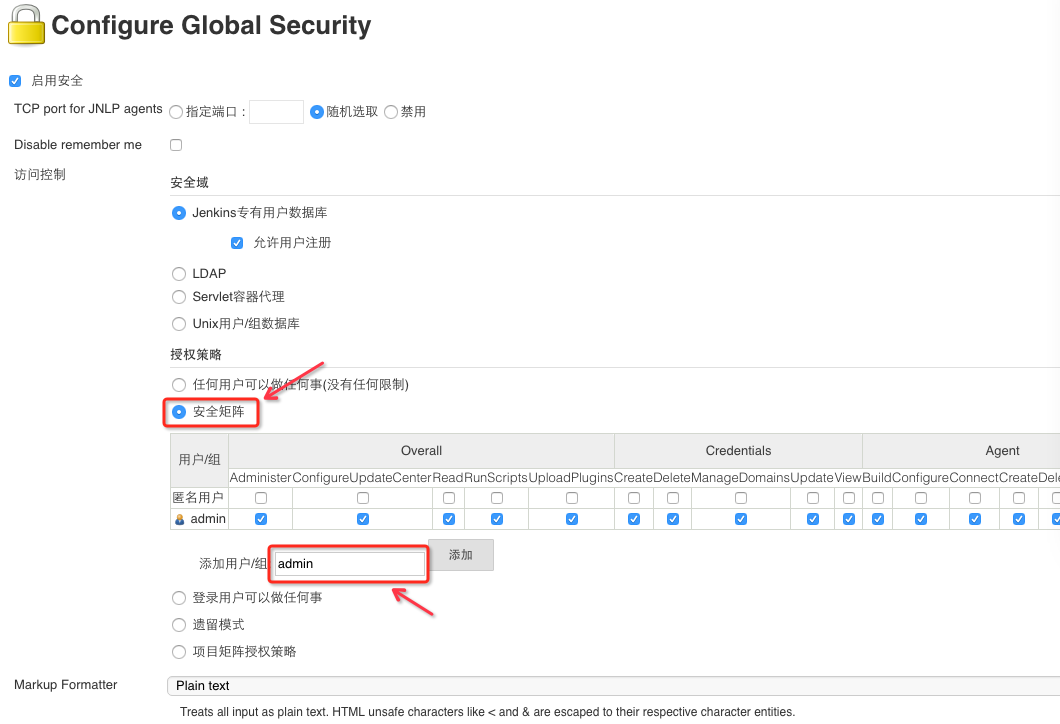 Configure Global Security
启用安全
TCP port for JNLP agents 指定端口 : 随机选取 禁用
Disable remember me
访问控制
安全域
Jenkins专有用户数据库
允许用户注册
LDAP
Servlet容器代理
Unix用户/组数据库
授权策略
任何用户可以做任何事(没有任何限制)
安全矩阵
用户/组 Overall Credentials Agent
Administer ConfigureUpdateCenter Read RunScripts UploadPlugins Create Delete ManageDomains Update View Build Configure Connect Create Dele
匿名用户
admin
添加用户/组 admin 添加
登录用户可以做任何事
遗留模式
项目矩阵授权策略
Markup Formatter Plain text
Treats all input as plain text. HTML unsafe characters like < and & are escaped to their respective character entities.